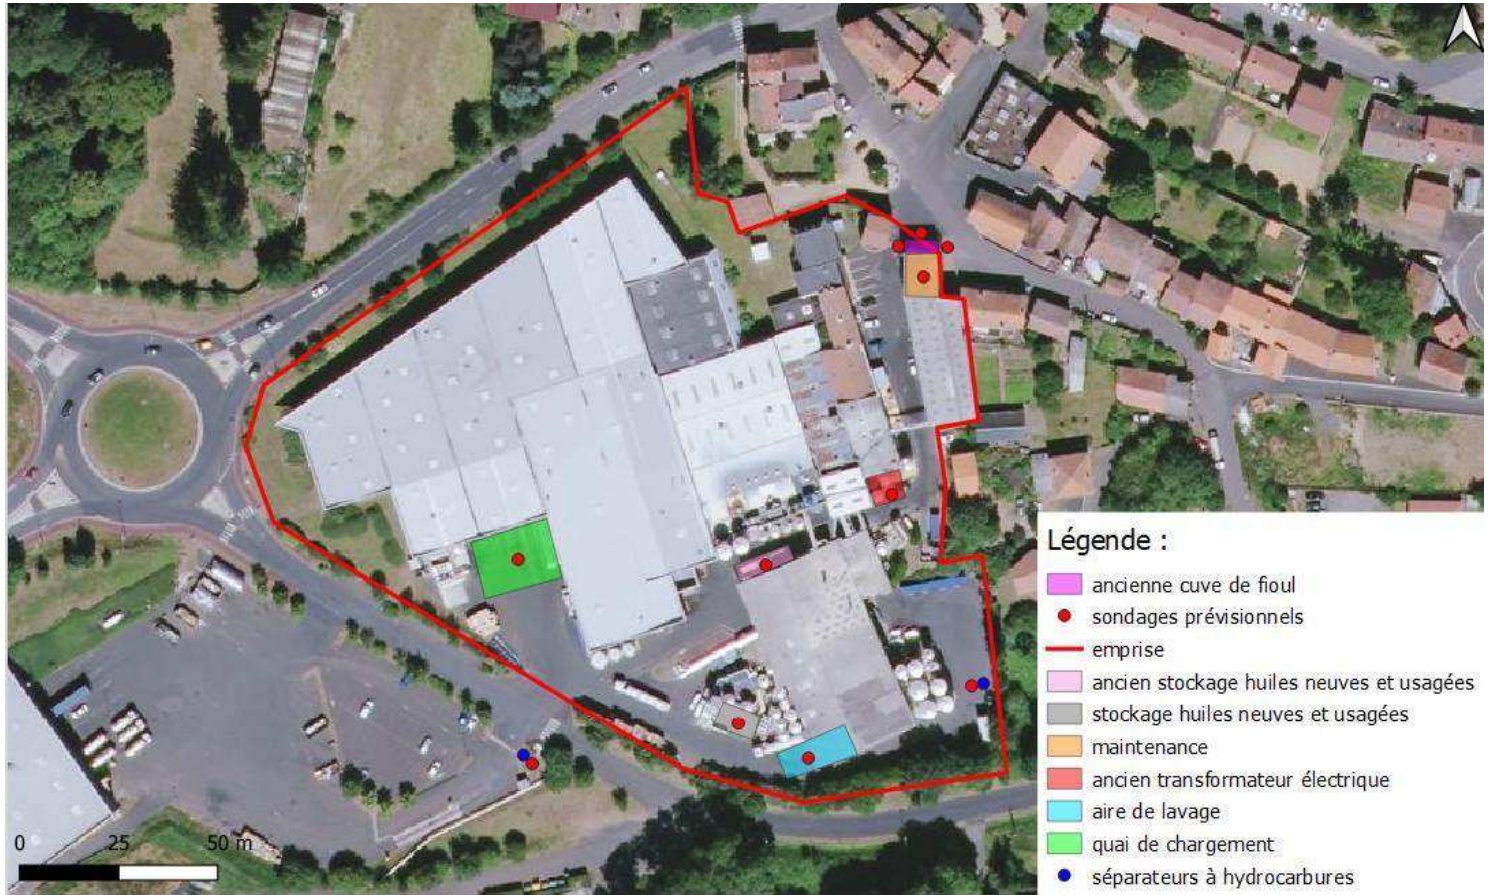 Légende :
ancienne cuve de fioul
sondages prévisionnels
emprise
ancien stockage huiles neuves et usagées
stockage huiles neuves et usagées
maintenance
ancien transformateur électrique
aire de lavage
quai de chargement
séparateurs à hydrocarbures
0 25 50 m